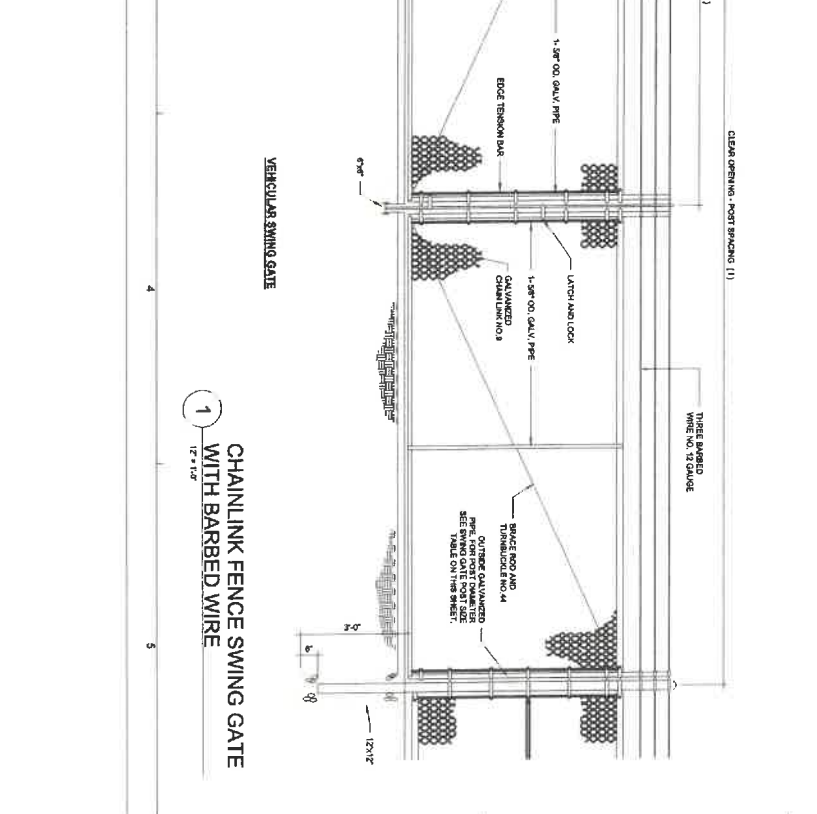 CLEAR OPENING - POST SPACING (1)
THREE BARBED
WIRE NO. 12 GAUGE
1- 5/8" OD, GALV, PIPE
EDGE TENSION BAR
6"x6"
LATCH AND LOCK
1- 5/8" OD, GALV, PIPE
GALVANIZED
CHAIN LINK NO.9
BRACE ROD AND
TURNBUCKLE NO.44
OUTSIDE GALVANIZED
PIPE, FOR POST DIAMETER
SEE SWING GATE POST SIZE
TABLE ON THIS SHEET.
3'-0"
6"
12"x12"
VEHICULAR SWING GATE
1
CHAINLINK FENCE SWING GATE
WITH BARBED WIRE
12" = 1'-0"
4
5